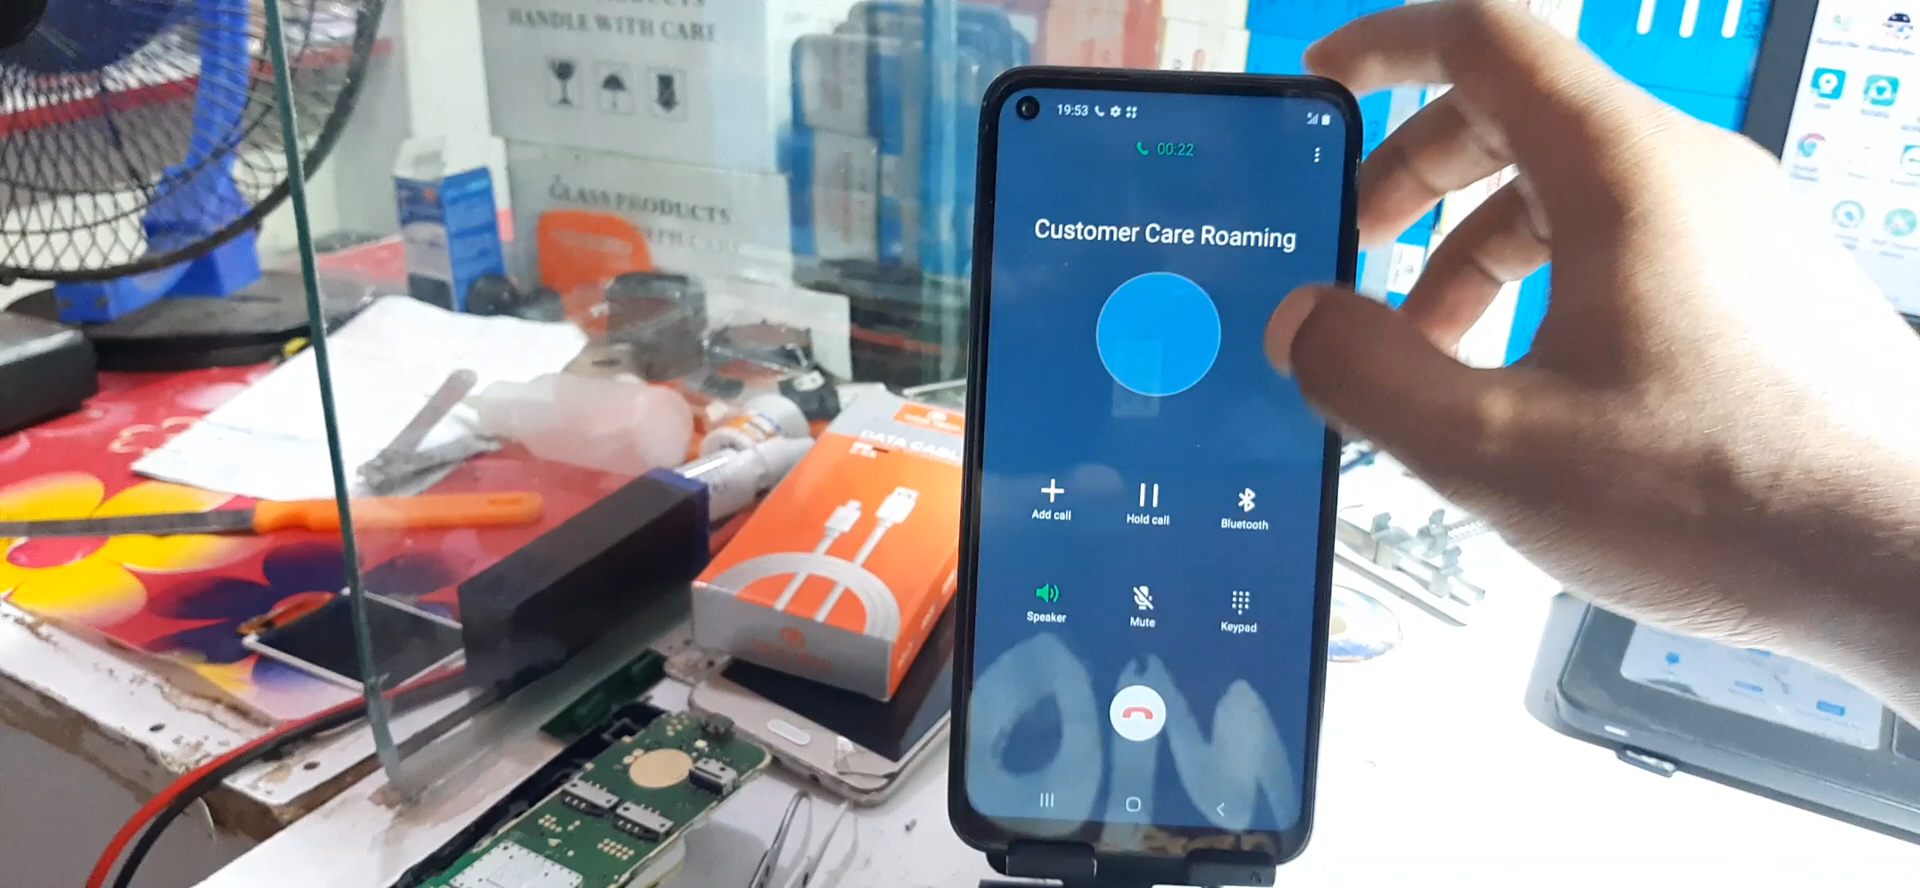 HANDLE WITH CARE
GLASS PRODUCTS
DATA CABLE
19:53
00:22
Customer Care Roaming
Add call
Hold call
Bluetooth
Speaker
Mute
Keypad